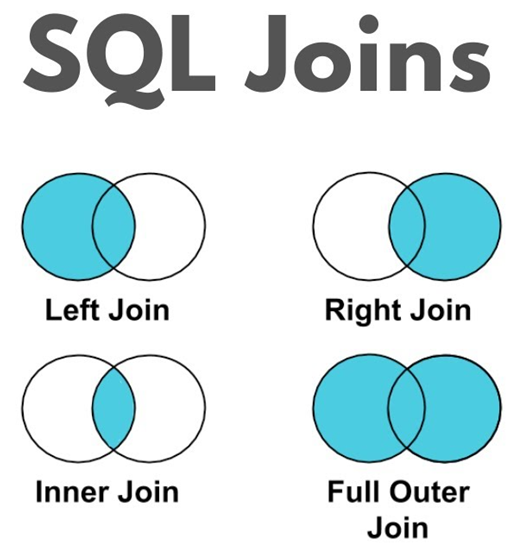 SQL Joins
Left Join
Right Join
Inner Join
Full Outer
Join